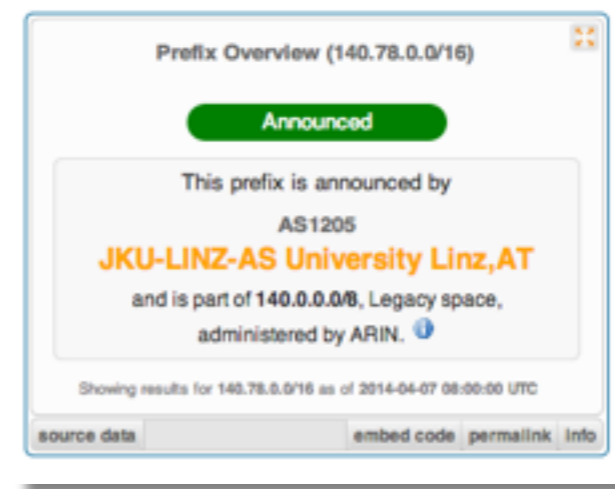 Prefix Overview (140.78.0.0/16)
Announced
This prefix is announced by
AS1205
JKU-LINZ-AS University Linz,AT
and is part of 140.0.0.0/8, Legacy space,
administered by ARIN.
Showing results for 140.78.0.0/16 as of 2014-04-07 08:00:00 UTC
source data embed code permalink info